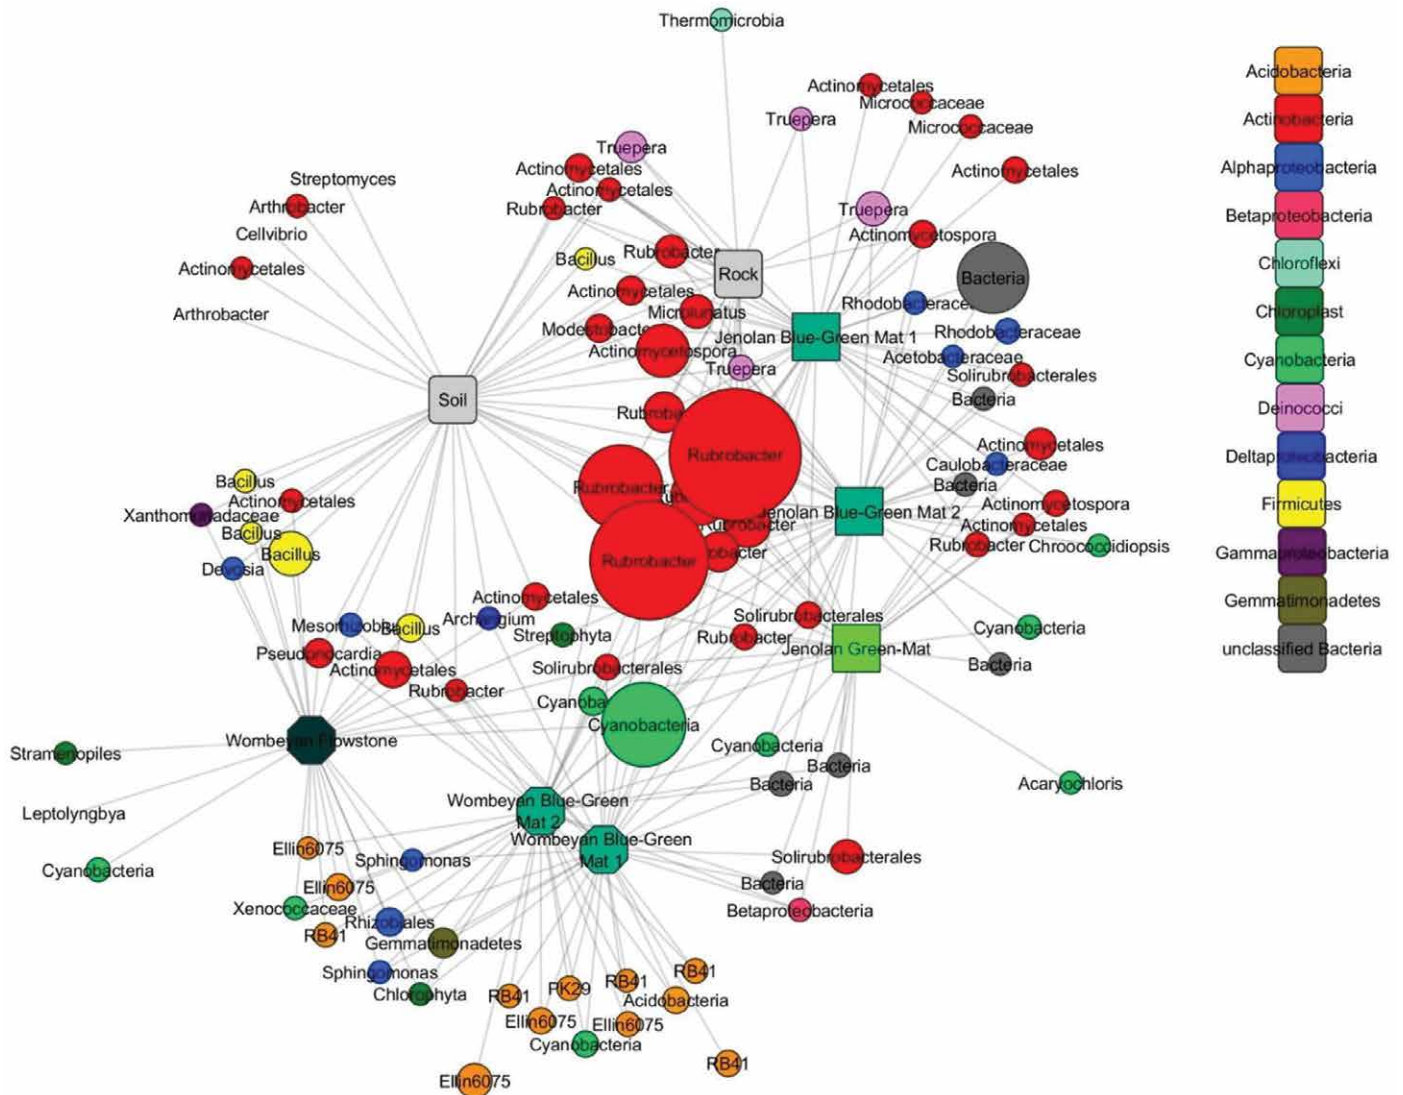 Thermomicrobia
Acidobacteria
Actinomycetales
Micrococcaceae
Truepera
Actinobacteria
Micrococcaceae
Truepera
Actinomycetales
Actinomycetales
Alphaproteobacteria
Streptomyces
Actinomycetales
Arthrobacter
Rubrobacter
Truepera
Betaproteobacteria
Cellvibrio
Actinomycetospora
Rubrobacter
Bacillus
Chloroflexi
Actinomycetales
Rock
Bacteria
Actinomycetales
Rhodobacteraceae
Chloroplast
Arthrobacter
Microlunatus
Modestobacte
Jenolan Blue-Green Mat 1
Rhodobacteraceae
Actinomycetospora
Acetobacteraceae
Cyanobacteria
Truepera
Solirubrobacterales
Soil
Bacteria
Deinococci
Rubroba
Actinomycetales
Rubrobacter
Caulobacteraceae
Deltaproteobacteria
Bacillus
Rubrobacter
Bacteria
Actinomycetales
Actinomycetospora
Firmicutes
Xanthomonadaceae
Jenolan Blue-Green Mat 2
Rubrobacter
Actinomycetales
Bacillus
Bacillus
obacter
Rubrobacter
Chroococcidiopsis
Gammaproteobacteria
Rubrobacter
Devosia
Actinomycetales
Gemmatimonadetes
Archangium
Solirubrobacterales
Mesorhizobiu
Bacillus
Streptophyta
Rubrobacter
Cyanobacteria
Pseudonocardia
Jenolan Green-Mat
unclassified Bacteria
Actinomycetales
Solirubrobacterales
Bacteria
Rubrobacter
Cyanoba
Cyanobacteria
Wombeyan Flowstone
Cyanobacteria
Stramenopiles
Bacteria
Bacteria
Acaryochloris
Leptolyngbya
Wombeyan Blue-Green
Mat 2
Wombeyan Blue-Green
Mat 1
Ellin6075
Sphingomonas
Solirubrobacterales
Cyanobacteria
Ellin6075
Bacteria
Xenococcaceae
Betaproteobacteria
Rhizobiales
RB41
Gemmatimonadetes
Sphingomonas
RB41
RB41
PK29
Chlorophyta
RB41
Acidobacteria
Ellin6075
Ellin6075
Cyanobacteria
RB41
Ellin6075